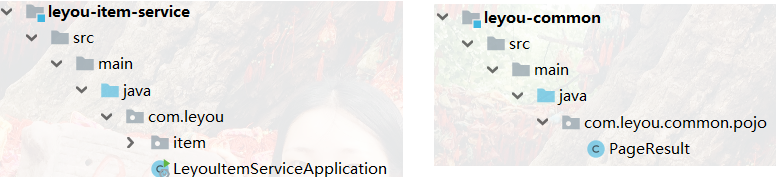 leyou-item-service
src
main
java
com.leyou
item
LeyouItemServiceApplication
leyou-common
src
main
java
com.leyou.common.pojo
PageResult